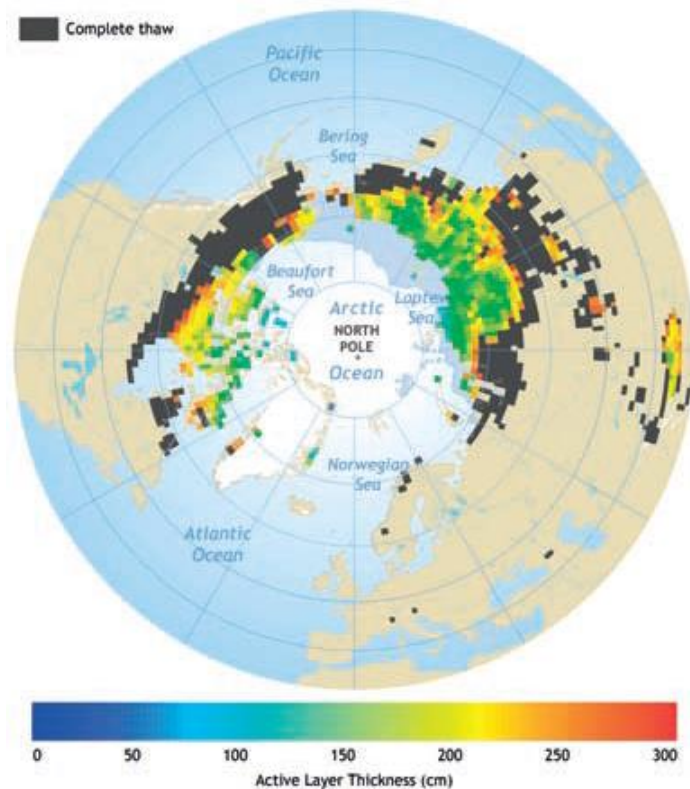 Complete thaw
Pacific
Ocean
Bering
Sea
Beaufort
Sea
Arctic
Laptev
Sea
NORTH
POLE
Ocean
Norwegian
Sea
Atlantic
Ocean
0 50 100 150 200 250 300
Active Layer Thickness (cm)